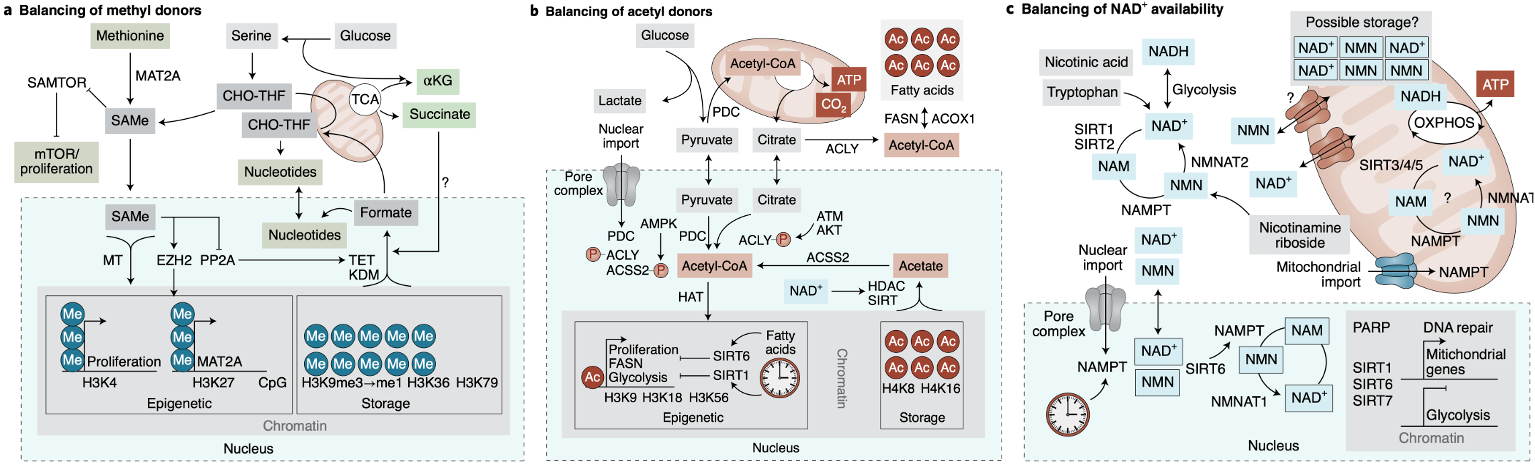 a Balancing of methyl donors
Methionine
Serine
Glucose
MAT2A
SAMTOR
αKG
CHO-THF
TCA
SAMe
CHO-THF
Succinate
mTOR/
proliferation
Nucleotides
?
SAMe
Formate
Nucleotides
MT
EZH2
PP2A
TET
KDM
Me
Me
Me
Proliferation
H3K4
Me
Me
Me
MAT2A
H3K27
CpG
Epigenetic
Me Me Me Me Me
Me Me Me Me Me
H3K9me3→me1 H3K36 H3K79
Storage
Chromatin
Nucleus
b Balancing of acetyl donors
Glucose
Acetyl-CoA
ATP
CO2
Ac Ac Ac
Ac Ac Ac
Fatty acids
Lactate
PDC
FASN
ACOX1
Nuclear
import
Pyruvate
Citrate
ACLY
Acetyl-CoA
Pore
complex
Pyruvate
Citrate
PDC
P
ACLY
ACSS2
P
AMPK
PDC
ACLY
P
ATM
AKT
Acetyl-CoA
ACSS2
Acetate
HAT
NAD+
HDAC
SIRT
Ac
Proliferation
FASN
Glycolysis
SIRT6
SIRT1
Fatty
acids
H3K9 H3K18 H3K56
Epigenetic
Chromatin
Ac Ac Ac
Ac Ac Ac
H4K8 H4K16
Storage
Nucleus
c Balancing of NAD+ availability
Possible storage?
NAD+ NMN NAD+
NAD+ NMN NMN
NADH
Nicotinic acid
Tryptophan
Glycolysis
?
NADH
ATP
OXPHOS
NAD+
SIRT1
SIRT2
NMN
NAM
NMNAT2
NMN
NAMPT
NAD+
SIRT3/4/5
NAD+
NAM
?
NMNAT
NMN
NAMPT
Nicotinamine
riboside
Mitochondrial
import
NAMPT
NAD+
NMN
Nuclear
import
Pore
complex
NAMPT
NAD+
NMN
SIRT6
NAMPT
NAM
NMN
NMNAT1
NAD+
PARP
DNA repair
SIRT1
SIRT6
SIRT7
Mitichondrial
genes
Glycolysis
Chromatin
Nucleus